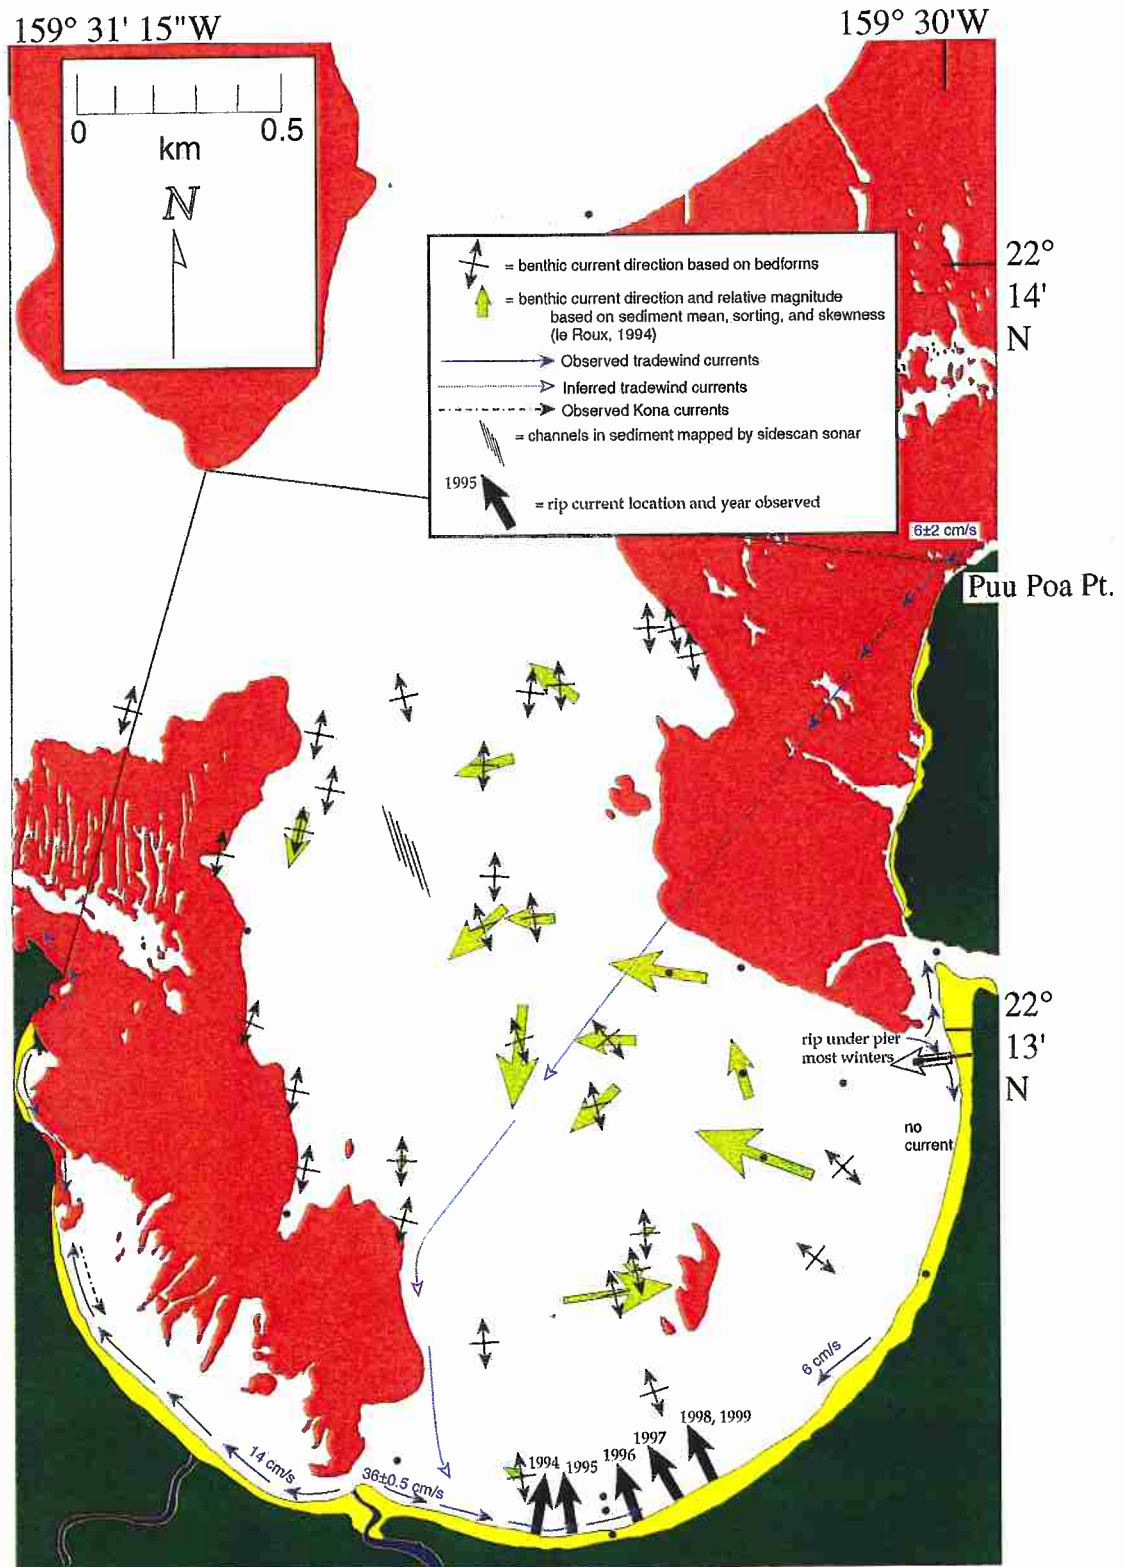 159° 31' 15"W
159° 30'W
0
0.5
km
N
= benthic current direction based on bedforms
= benthic current direction and relative magnitude
based on sediment mean, sorting, and skewness
(le Roux, 1994)
Observed tradewind currents
Inferred tradewind currents
Observed Kona currents
= channels in sediment mapped by sidescan sonar
1995
= rip current location and year observed
22°
14'
N
6±2 cm/s
Puu Poa Pt.
22°
13'
N
rip under pier
most winters
no
current
6 cm/s
1998, 1999
1997
1996
1995
1994
36±0.5 cm/s
14 cm/s